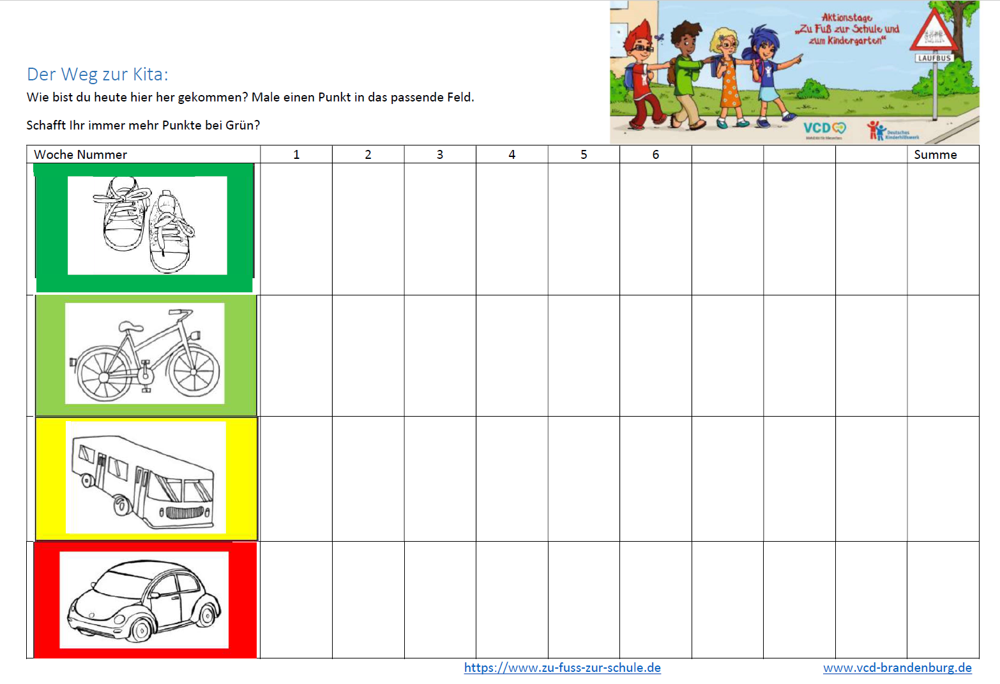 Aktionstage
„Zu Fuß zur Schule und
zum Kindergarten“
LAUFBUS
Der Weg zur Kita:
Wie bist du heute hier her gekommen? Male einen Punkt in das passende Feld.
Schafft Ihr immer mehr Punkte bei Grün?
VCD
Deutsches
Kinderhilfswerk
Woche Nummer 1 2 3 4 5 6 Summe
https://www.zu-fuss-zur-schule.de www.vcd-brandenburg.de